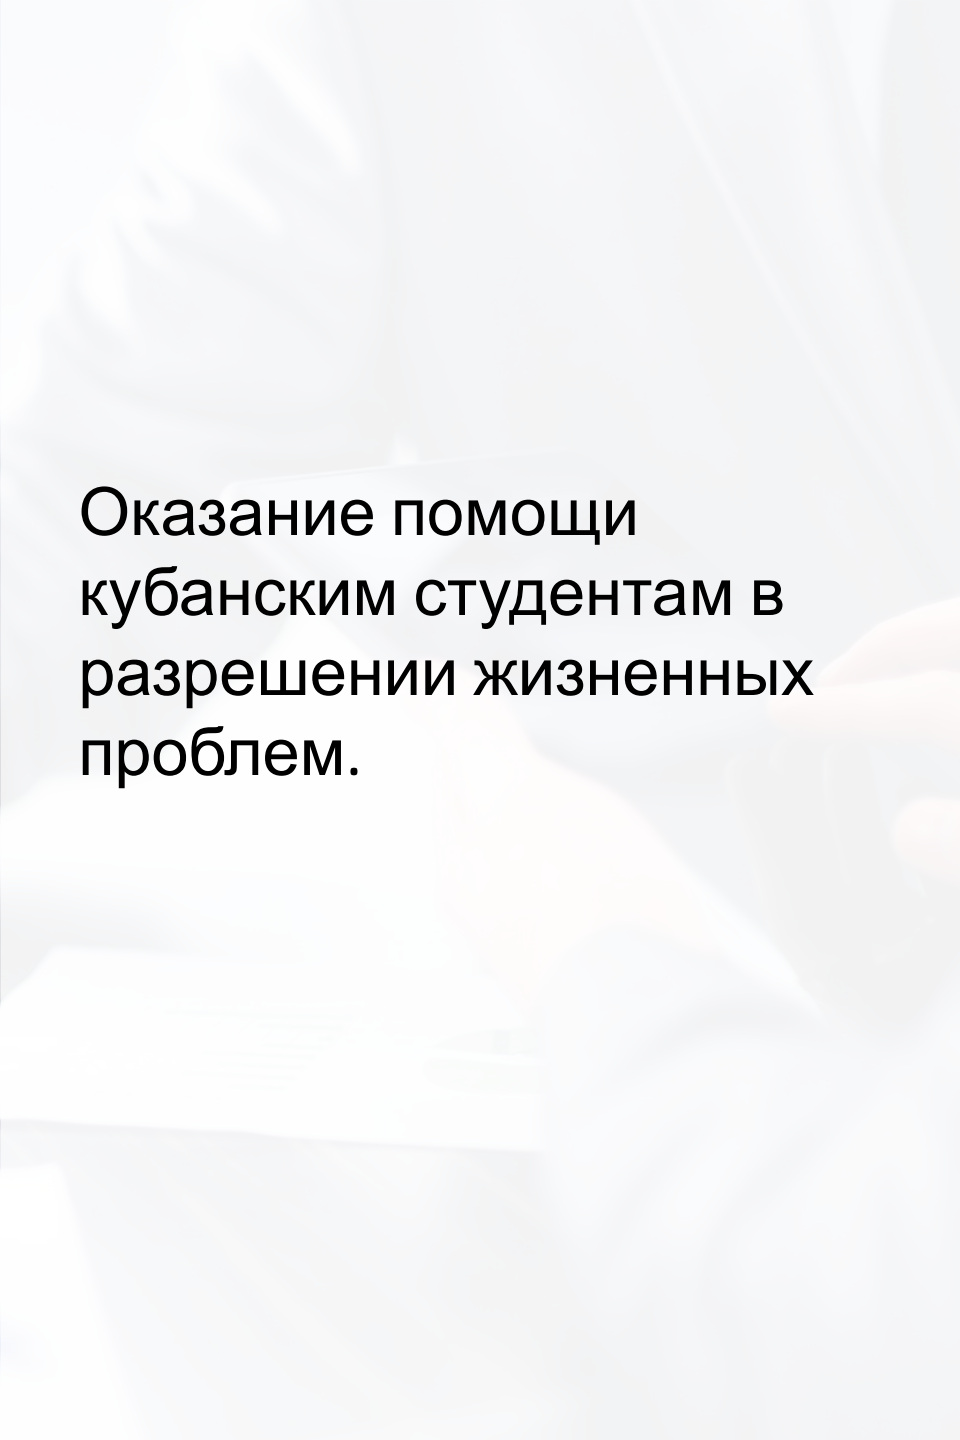 Оказание помощи
кубанским студентам в
разрешении жизненных
проблем.